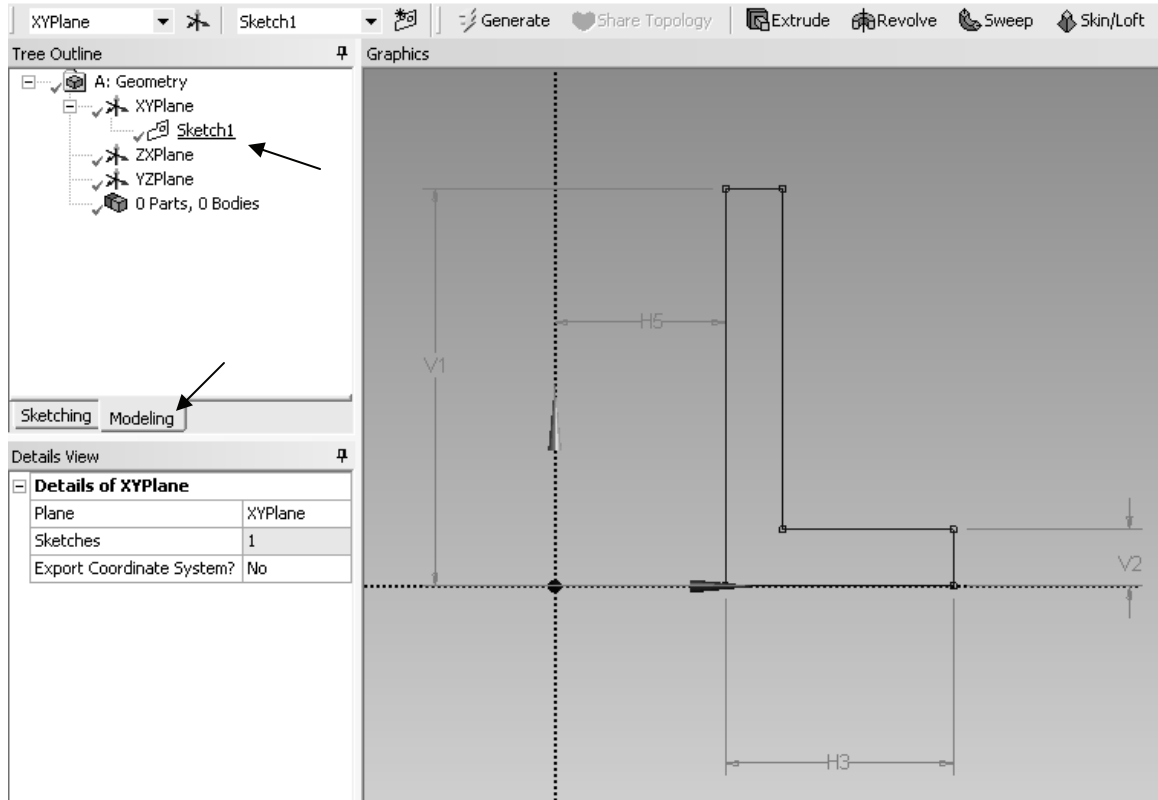 XYPlane Sketch1 Generate Share Topology Extrude Revolve Sweep Skin/Loft
Tree Outline
Graphics
A: Geometry
XYPlane
Sketch1
ZXPlane
YZPlane
0 Parts, 0 Bodies
Sketching Modeling
Details View
Details of XYPlane
Plane XYPlane
Sketches 1
Export Coordinate System? No
H5
V1
V2
H3